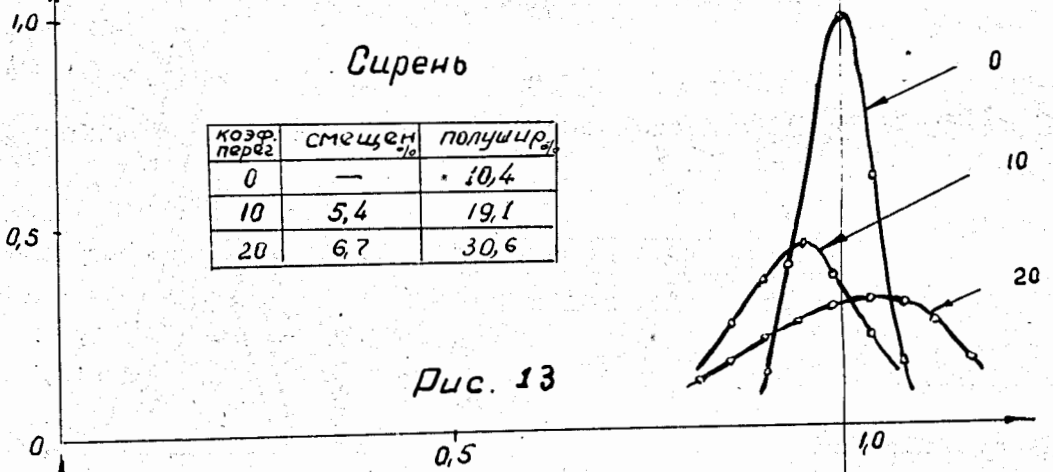 1,0
Сирень
0
коэф. перег смещен % полушир %
0 — 10,4
10 5,4 19,1
20 6,7 30,6
10
0,5
20
Рис. 13
0 0,5 1,0